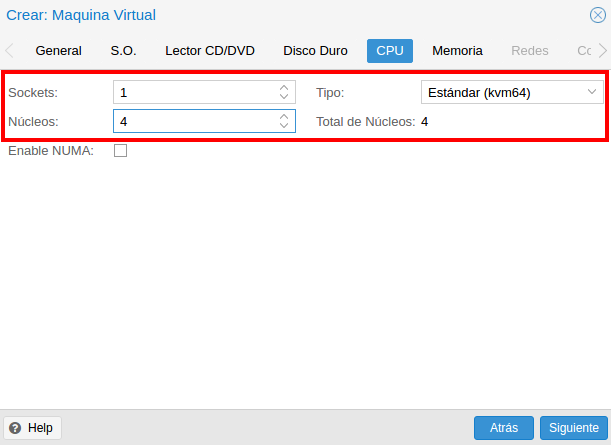 Crear: Maquina Virtual
General S.O. Lector CD/DVD Disco Duro CPU Memoria Redes
Sockets: 1 Tipo: Estándar (kvm64)
Núcleos: 4 Total de Núcleos: 4
Enable NUMA:
Help Atrás Siguiente